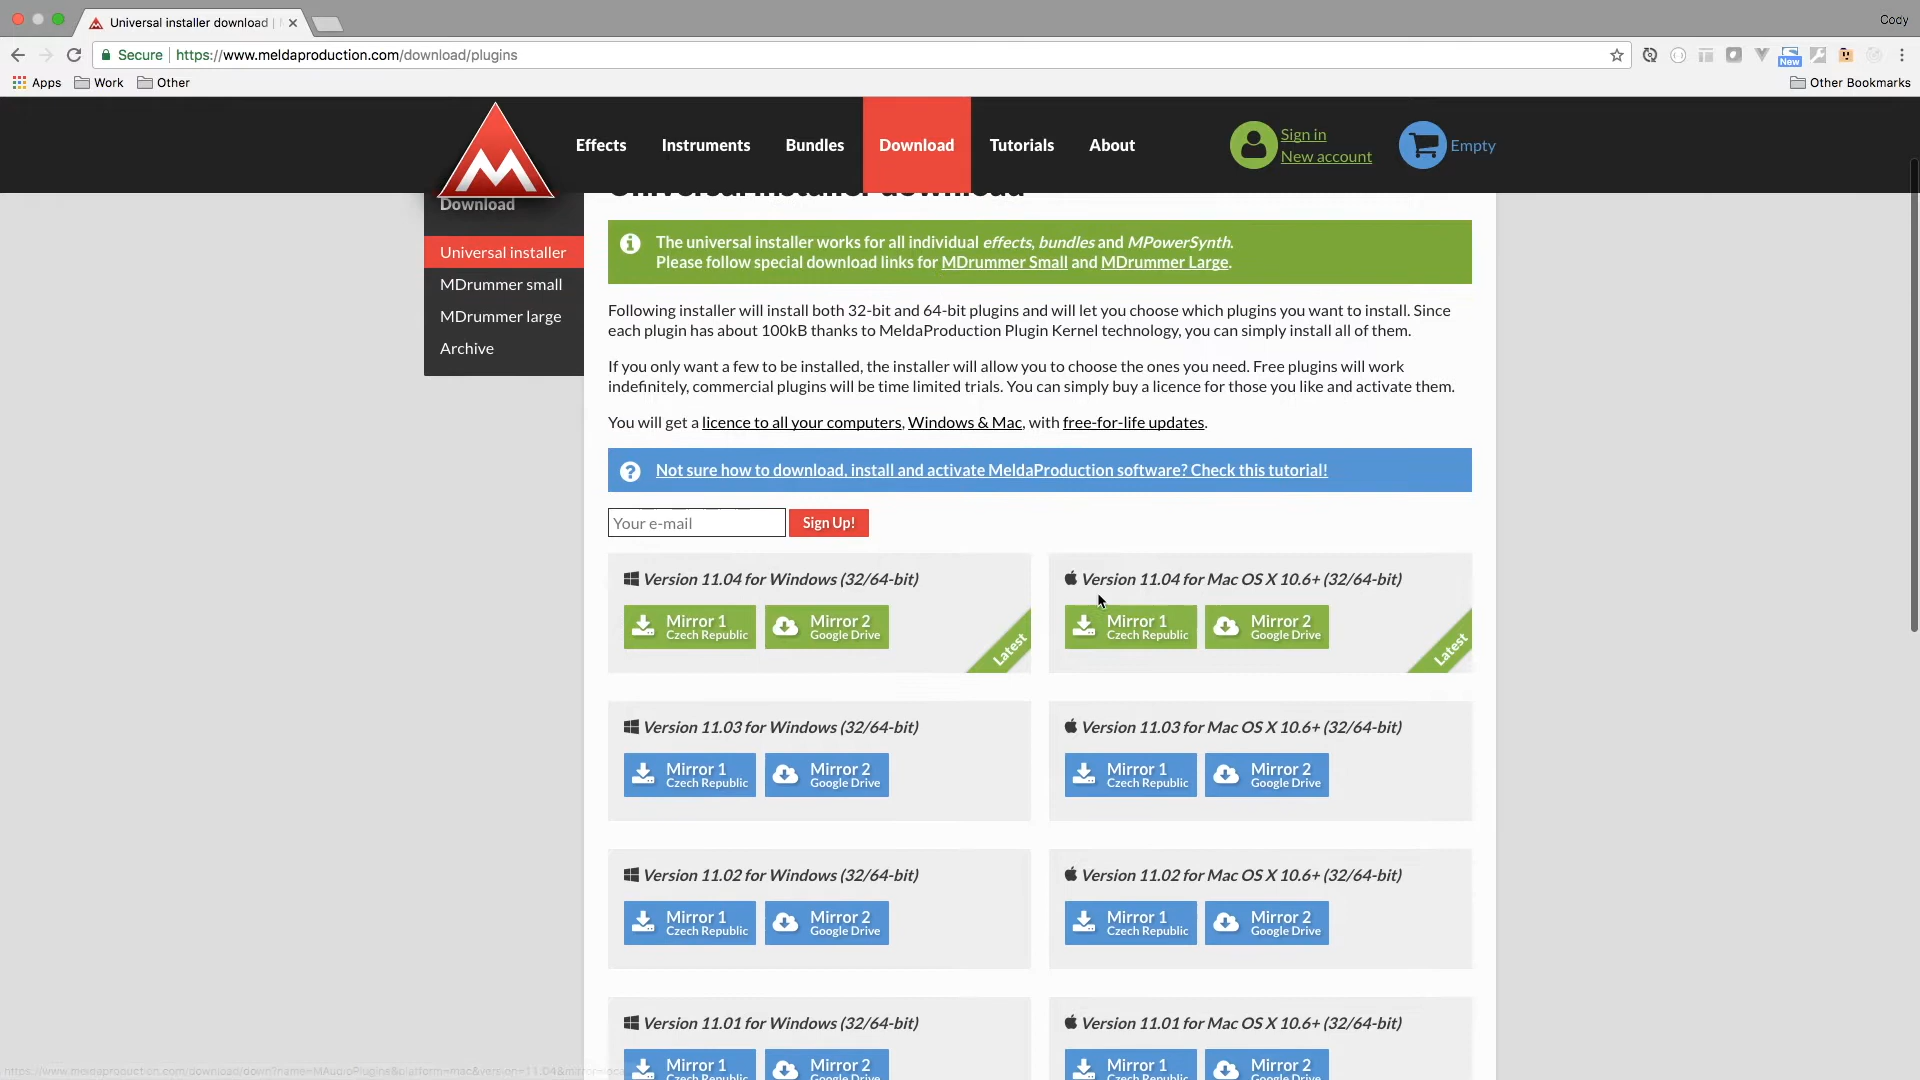 Universal installer download |
Cody
Secure
https://www.meldaproduction.com/download/plugins
New
Apps
Work
Other
Other Bookmarks
Effects
Instruments
Bundles
Download
Tutorials
About
Sign in
New account
Empty
Universal installer download
Download
Universal installer
MDrummer small
MDrummer large
Archive
The universal installer works for all individual effects, bundles and MPowerSynth.
Please follow special download links for MDrummer Small and MDrummer Large.
Following installer will install both 32-bit and 64-bit plugins and will let you choose which plugins you want to install. Since
each plugin has about 100kB thanks to MeldaProduction Plugin Kernel technology, you can simply install all of them.
If you only want a few to be installed, the installer will allow you to choose the ones you need. Free plugins will work
indefinitely, commercial plugins will be time limited trials. You can simply buy a licence for those you like and activate them.
You will get a licence to all your computers, Windows & Mac, with free-for-life updates.
Not sure how to download, install and activate MeldaProduction software? Check this tutorial!
Your e-mail
Sign Up!
Version 11.04 for Windows (32/64-bit)
Mirror 1
Czech Republic
Mirror 2
Google Drive
Latest
Version 11.04 for Mac OS X 10.6+ (32/64-bit)
Mirror 1
Czech Republic
Mirror 2
Google Drive
Latest
Version 11.03 for Windows (32/64-bit)
Mirror 1
Czech Republic
Mirror 2
Google Drive
Version 11.03 for Mac OS X 10.6+ (32/64-bit)
Mirror 1
Czech Republic
Mirror 2
Google Drive
Version 11.02 for Windows (32/64-bit)
Mirror 1
Czech Republic
Mirror 2
Google Drive
Version 11.02 for Mac OS X 10.6+ (32/64-bit)
Mirror 1
Czech Republic
Mirror 2
Google Drive
Version 11.01 for Windows (32/64-bit)
Mirror 1
Czech Republic
Mirror 2
Google Drive
Version 11.01 for Mac OS X 10.6+ (32/64-bit)
Mirror 1
Czech Republic
Mirror 2
Google Drive